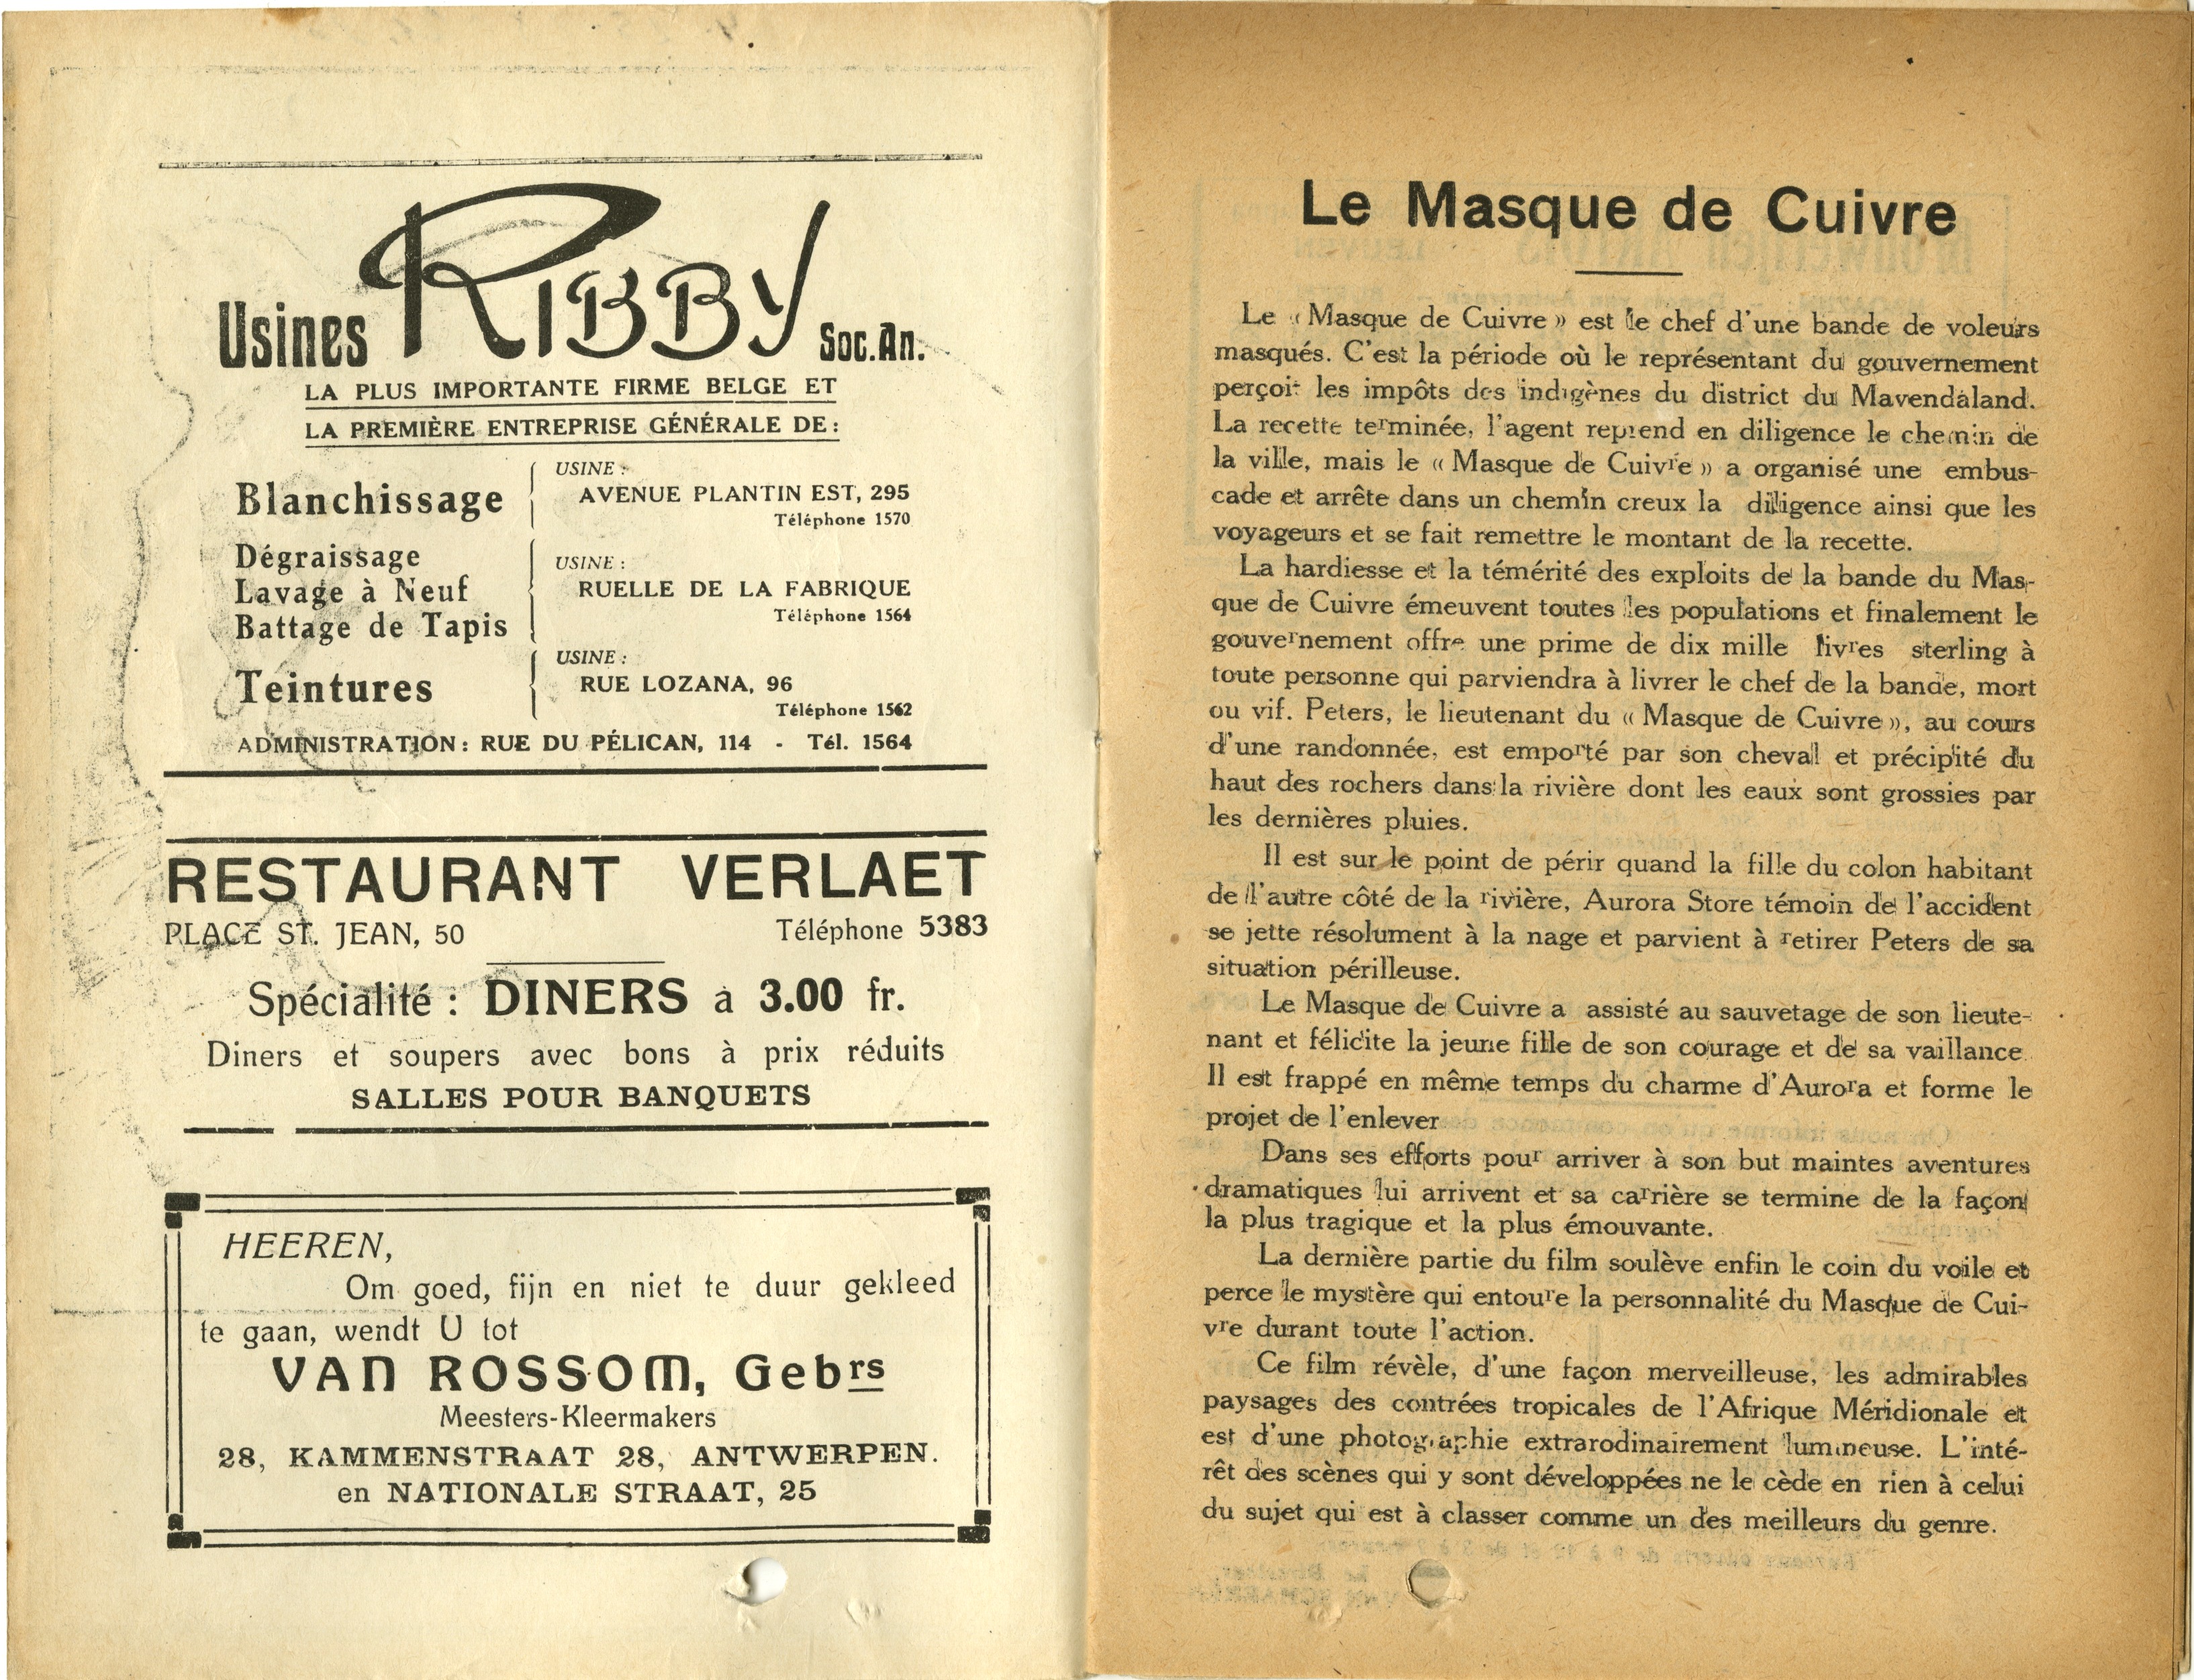 Usines RIBBY Soc. An.
LA PLUS IMPORTANTE FIRME BELGE ET
LA PREMIÈRE ENTREPRISE GÉNÉRALE DE :
Blanchissage
USINE :
AVENUE PLANTIN EST, 295
Téléphone 1570
Dégraissage
Lavage à Neuf
Battage de Tapis
USINE :
RUELLE DE LA FABRIQUE
Téléphone 1564
Teintures
USINE :
RUE LOZANA, 96
Téléphone 1562
ADMINISTRATION : RUE DU PÉLICAN, 114 - Tél. 1564
RESTAURANT VERLAET
PLACE ST. JEAN, 50 Téléphone 5383
Spécialité : DINERS a 3.00 fr.
Diners et soupers avec bons à prix réduits
SALLES POUR BANQUETS
HEEREN,
Om goed, fijn en niet te duur gekleed
te gaan, wendt U tot
VAN ROSSOM, Gebrs
Meesters-Kleermakers
28, KAMMENSTRAAT 28, ANTWERPEN.
en NATIONALE STRAAT, 25
Le Masque de Cuivre
Le « Masque de Cuivre » est le chef d'une bande de voleurs
masqués. C'est la période où le représentant du gouvernement
perçoit les impôts des indigènes du district du Mavendaland.
La recette terminée, l'agent reprend en diligence le chemin de
la ville, mais le « Masque de Cuivre » a organisé une embus-
cade et arrête dans un chemin creux la diligence ainsi que les
voyageurs et se fait remettre le montant de la recette.
La hardiesse et la témérité des exploits de la bande du Mas-
que de Cuivre émeuvent toutes les populations et finalement le
gouvernement offre une prime de dix mille livres sterling à
toute personne qui parviendra à livrer le chef de la bande, mort
ou vif. Peters, le lieutenant du « Masque de Cuivre », au cours
d'une randonnée, est emporté par son cheval et précipité du
haut des rochers dans la rivière dont les eaux sont grossies par
les dernières pluies.
Il est sur le point de périr quand la fille du colon habitant
de l'autre côté de la rivière, Aurora Store témoin de l'accident
se jette résolument à la nage et parvient à retirer Peters de sa
situation périlleuse.
Le Masque de Cuivre a assisté au sauvetage de son lieute-
nant et félicite la jeune fille de son courage et de sa vaillance.
Il est frappé en même temps du charme d'Aurora et forme le
projet de l'enlever
Dans ses efforts pour arriver à son but maintes aventures
dramatiques lui arrivent et sa carrière se termine de la façon
la plus tragique et la plus émouvante.
La dernière partie du film soulève enfin le coin du voile et
perce le mystère qui entoure la personnalité du Masque de Cui-
vre durant toute l'action.
Ce film révèle, d'une façon merveilleuse, les admirables
paysages des contrées tropicales de l'Afrique Méridionale et
est d'une photographie extrarodinairement lumineuse. L'inté-
rêt des scènes qui y sont développées ne le cède en rien à celui
du sujet qui est à classer comme un des meilleurs du genre.